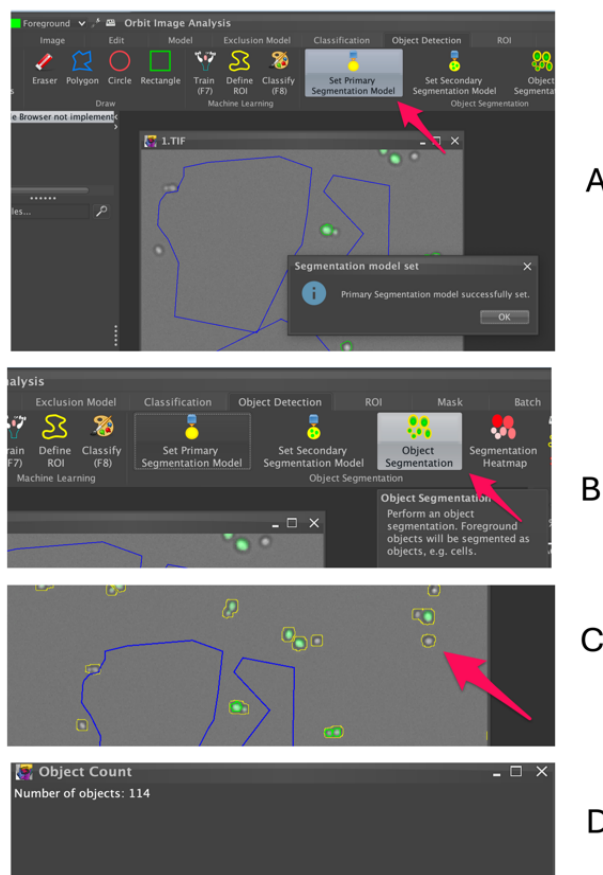 Foreground Orbit Image Analysis
Image Edit Model Exclusion Model Classification Object Detection ROI
Eraser Polygon Circle Rectangle Train (F7) Define ROI Classify (F8) Set Primary Segmentation Model Set Secondary Segmentation Model Object
Draw Machine Learning Object Segmentation
Browser not implement
1.TIF
Segmentation model set
Primary Segmentation model successfully set.
OK
A
alysis
Exclusion Model Classification Object Detection ROI Mask Batch
Define ROI Classify (F8) Set Primary Segmentation Model Set Secondary Segmentation Model Object Segmentation Segmentation Heatmap
Machine Learning Object Segmentation
Object Segmentation
Perform an object
segmentation. Foreground
objects will be segmented as
objects, e.g. cells.
B
C
Object Count
Number of objects: 114
D